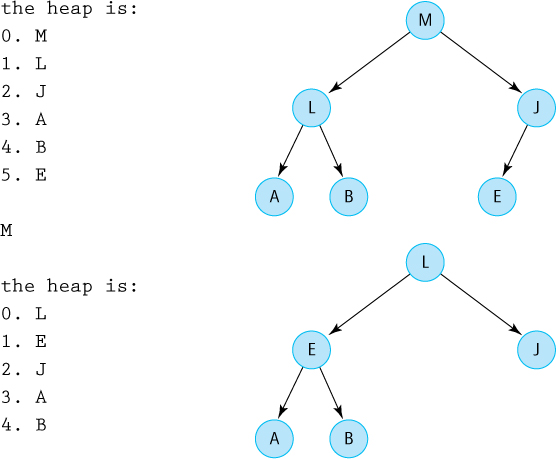 the heap is:
0. M
1. L
2. J
3. A
4. B
5. E
M
L J
A B E
M
the heap is:
0. L
1. E
2. J
3. A
4. B
L
E J
A B